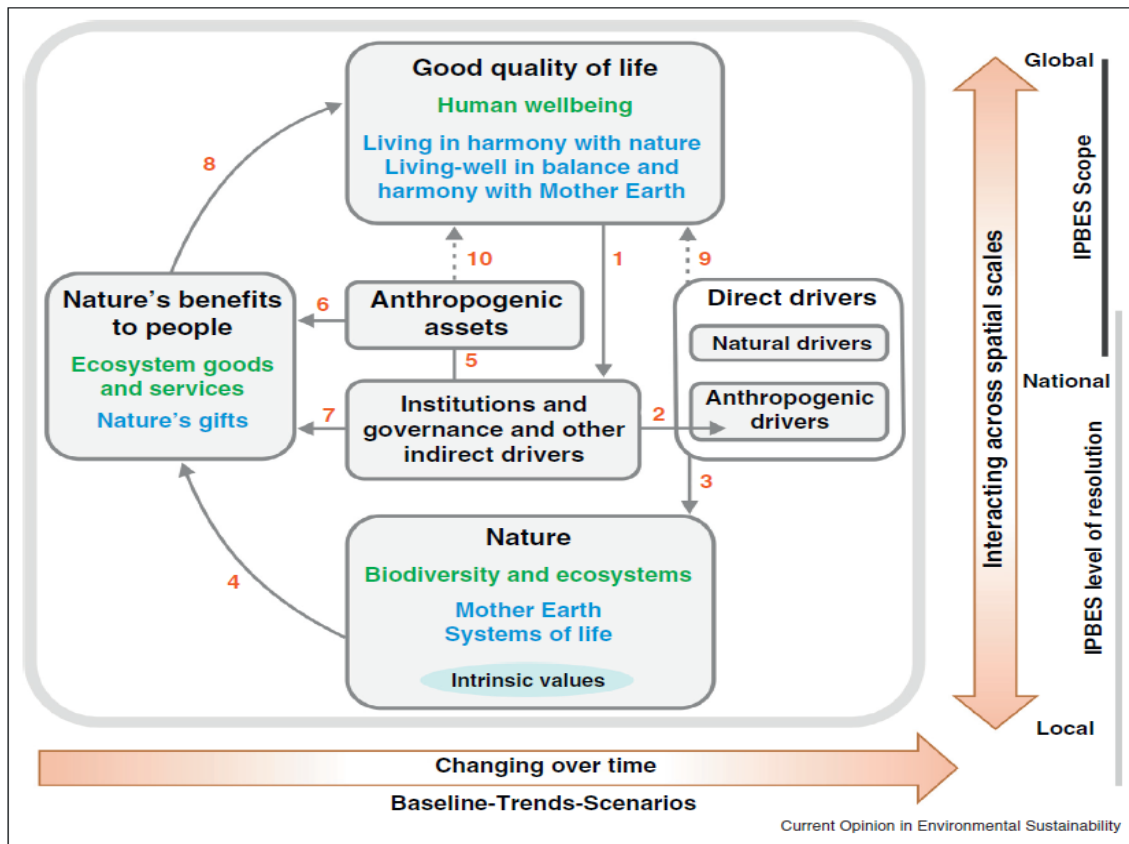 Good quality of life
Human wellbeing
Living in harmony with nature
Living-well in balance and
harmony with Mother Earth
8
10
1
9
Nature's benefits
to people
Ecosystem goods
and services
Nature's gifts
6
Anthropogenic
assets
5
7
Institutions and
governance and other
indirect drivers
2
Direct drivers
Natural drivers
Anthropogenic
drivers
3
4
Nature
Biodiversity and ecosystems
Mother Earth
Systems of life
Intrinsic values
Interacting across spatial scales
Global
National
Local
IPBES Scope
IPBES level of resolution
Changing over time
Baseline-Trends-Scenarios
Current Opinion in Environmental Sustainability